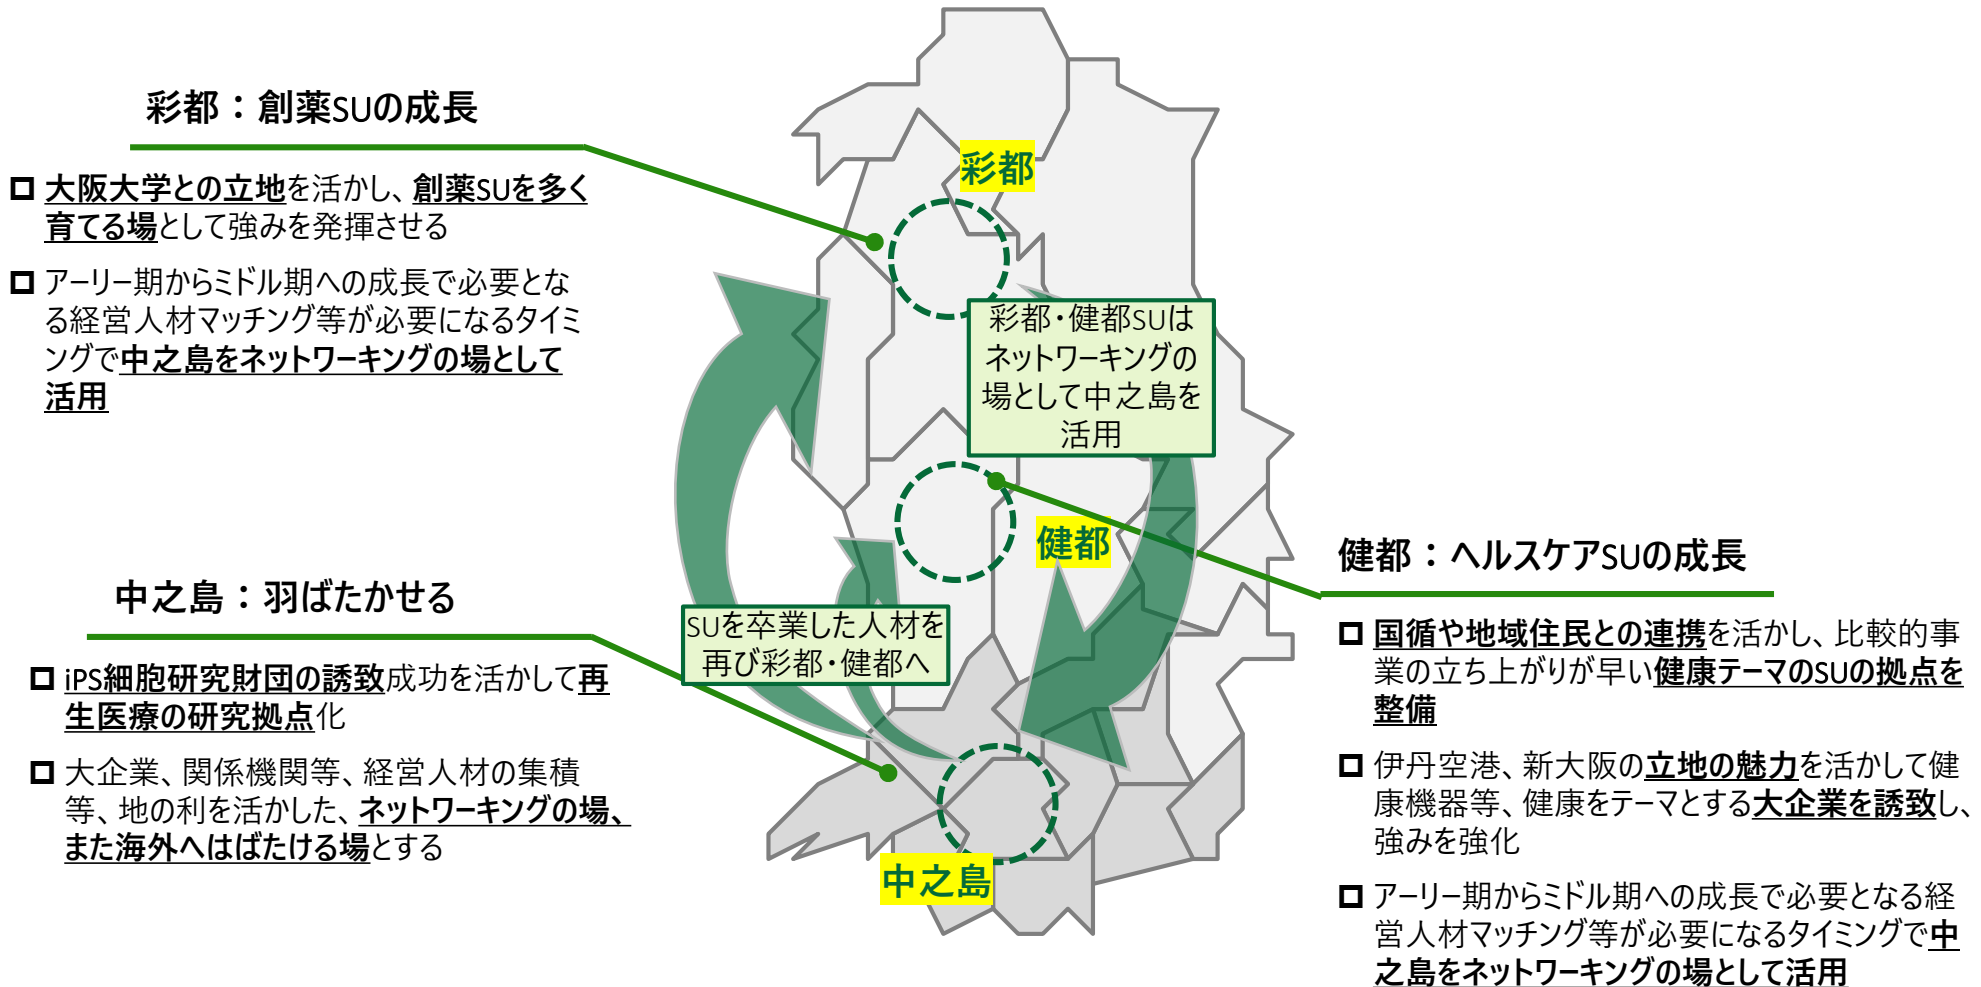 彩都：創薬SUの成長
大阪大学との立地を活かし、創薬SUを多く
育てる場として強みを発揮させる
アーリー期からミドル期への成長で必要とな
る経営人材マッチング等が必要になるタイミ
ングで中之島をネットワーキングの場として
活用
中之島：羽ばたかせる
iPS細胞研究財団の誘致成功を活かして再
生医療の研究拠点化
大企業、関係機関等、経営人材の集積
等、地の利を活かした、ネットワーキングの場、
また海外へはばたける場とする
彩都
彩都・健都SUは
ネットワーキングの
場として中之島を
活用
健都
SUを卒業した人材を
再び彩都・健都へ
中之島
健都：ヘルスケアSUの成長
国循や地域住民との連携を活かし、比較的事
業の立ち上がりが早い健康テーマのSUの拠点を
整備
伊丹空港、新大阪の立地の魅力を活かして健
康機器等、健康をテーマとする大企業を誘致し、
強みを強化
アーリー期からミドル期への成長で必要となる経
営人材マッチング等が必要になるタイミングで中
之島をネットワーキングの場として活用